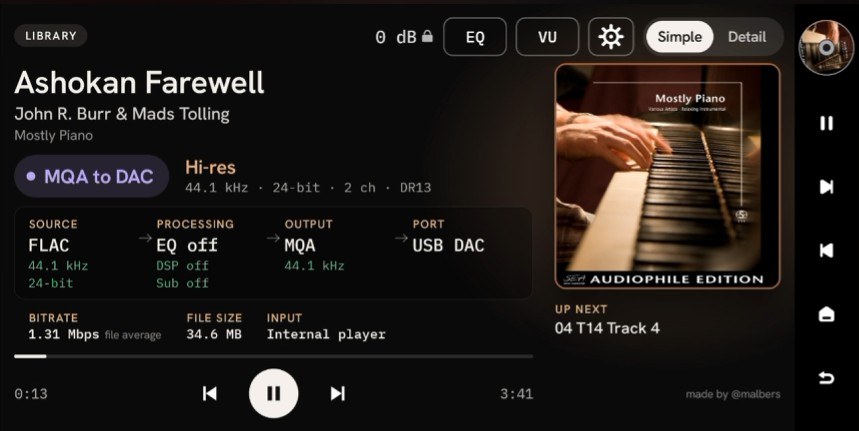 LIBRARY
0 dB
EQ
VU
Simple
Detail
Ashokan Farewell
John R. Burr & Mads Tolling
Mostly Piano
MQA to DAC
Hi-res
44.1 kHz · 24-bit · 2 ch · DR13
SOURCE
FLAC
44.1 kHz
24-bit
→
PROCESSING
EQ off
DSP off
Sub off
→
OUTPUT
MQA
44.1 kHz
→
PORT
USB DAC
BITRATE
1.31 Mbps file average
FILE SIZE
34.6 MB
INPUT
Internal player
0:13
3:41
Mostly Piano
Various Artists - Relaxing Instrumental
AUDIOPHILE EDITION
UP NEXT
04 T14 Track 4
made by @malbers